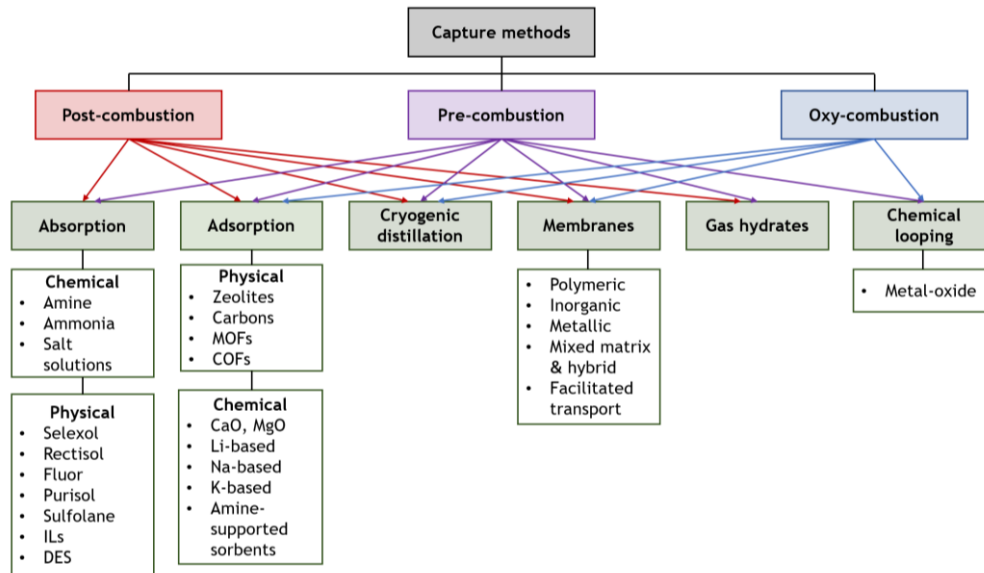 Capture methods
Post-combustion
Pre-combustion
Oxy-combustion
Absorption
Adsorption
Cryogenic
distillation
Membranes
Gas hydrates
Chemical
looping
Chemical
• Amine
• Ammonia
• Salt
solutions
Physical
• Selexol
• Rectisol
• Fluor
• Purisol
• Sulfolane
• ILs
• DES
Physical
• Zeolites
• Carbons
• MOFs
• COFs
Chemical
• CaO, MgO
• Li-based
• Na-based
• K-based
• Amine-
supported
sorbents
• Polymeric
• Inorganic
• Metallic
• Mixed matrix
& hybrid
• Facilitated
transport
• Metal-oxide